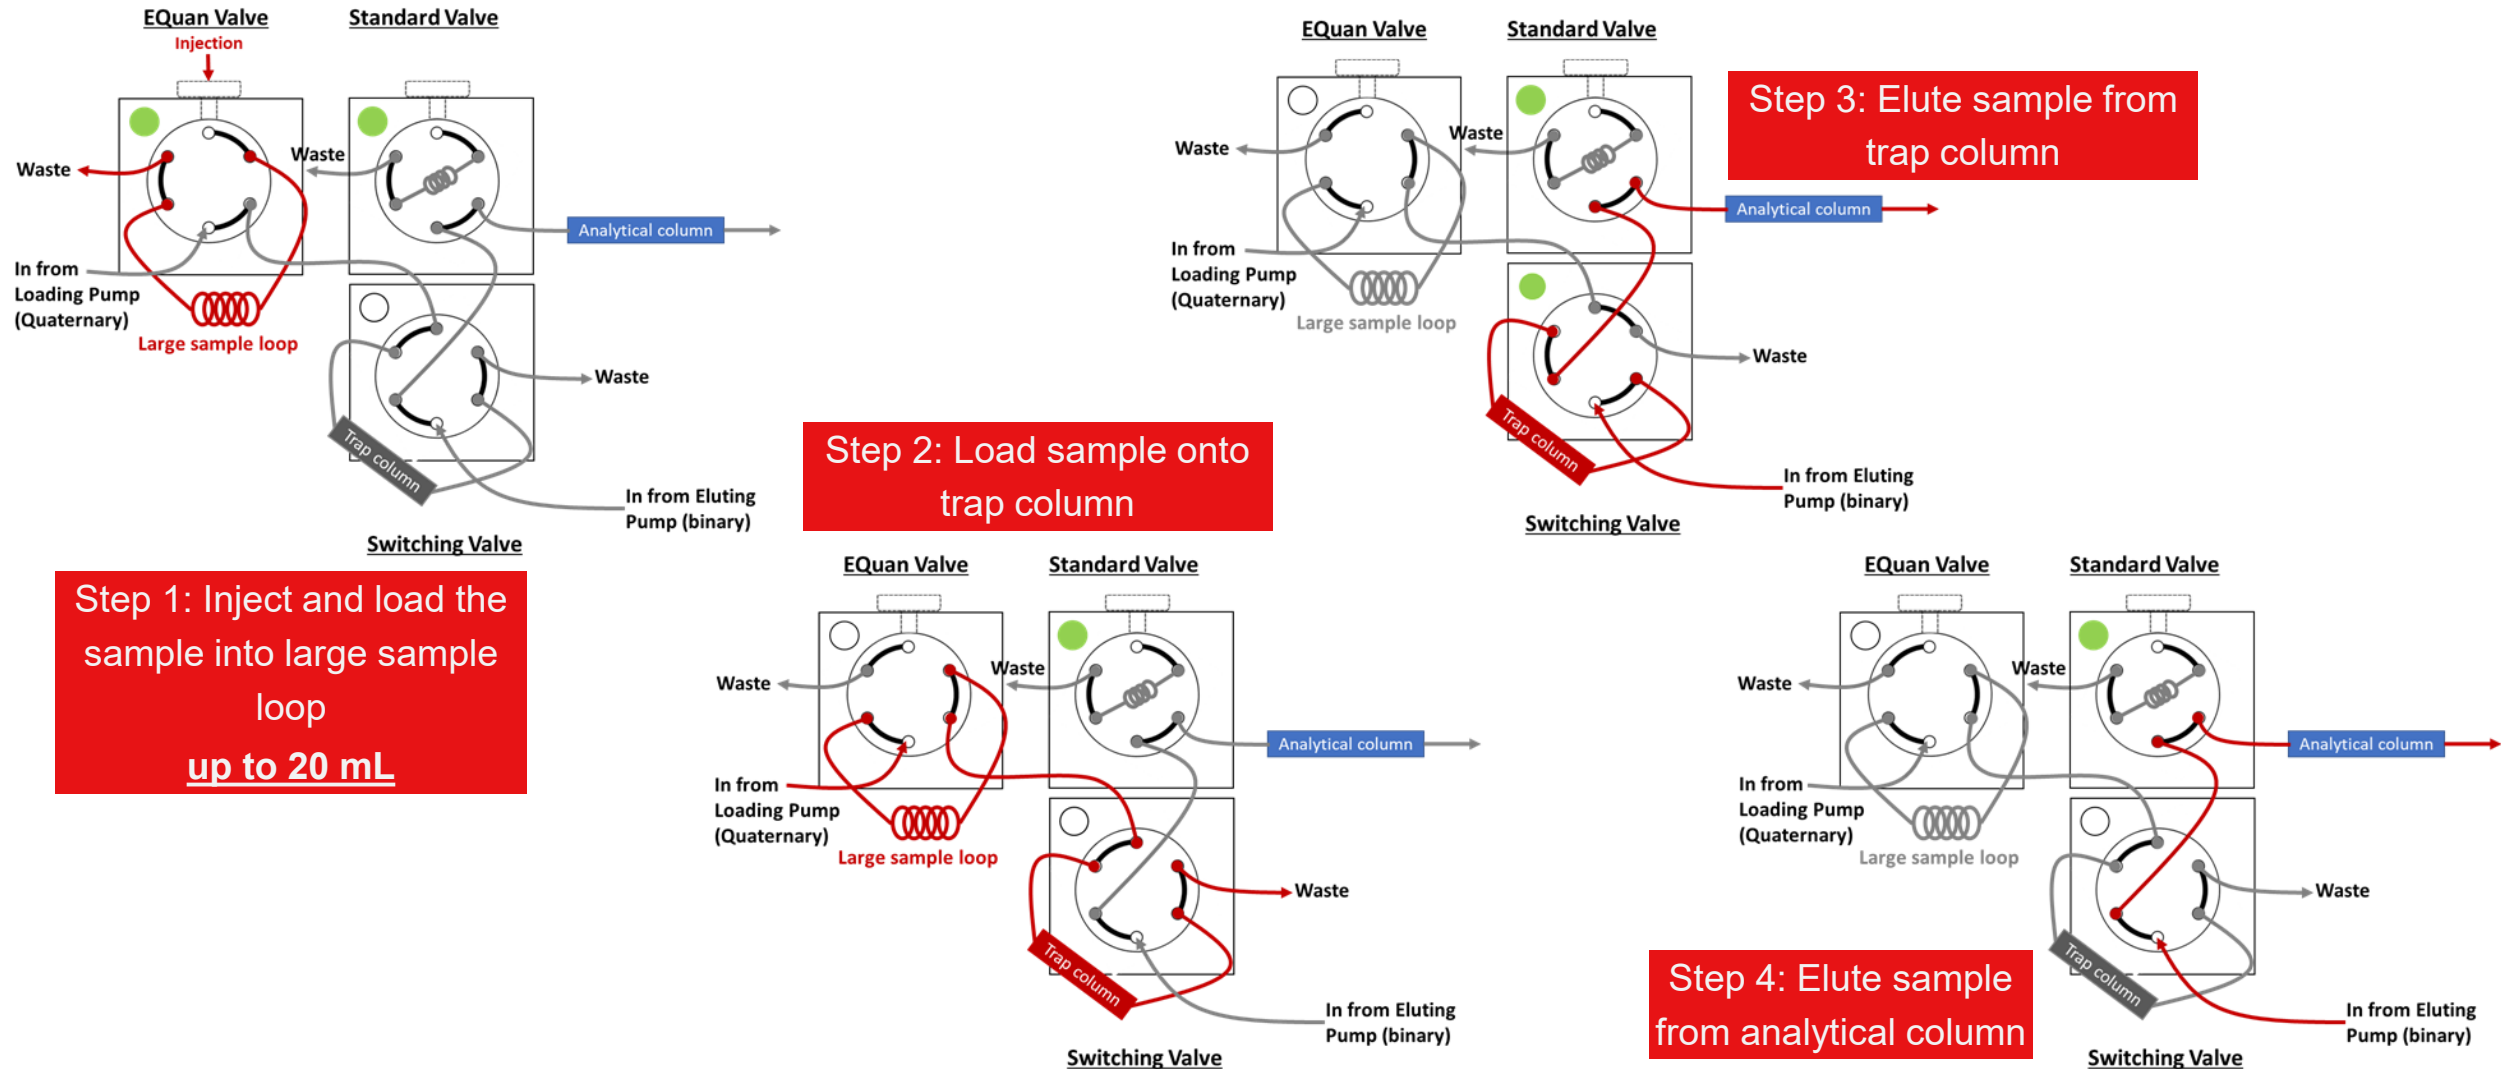 EQuan Valve
Standard Valve
Injection
Waste
Waste
Analytical column
In from
Loading Pump
(Quaternary)
Large sample loop
Waste
Trap column
In from Eluting
Pump (binary)
Switching Valve
Step 1: Inject and load the
sample into large sample
loop
up to 20 mL
Step 2: Load sample onto
trap column
EQuan Valve
Standard Valve
Waste
Waste
Analytical column
In from
Loading Pump
(Quaternary)
Large sample loop
Waste
Trap column
In from Eluting
Pump (binary)
Switching Valve
EQuan Valve
Standard Valve
Step 3: Elute sample from
trap column
Waste
Waste
Analytical column
In from
Loading Pump
(Quaternary)
Large sample loop
Waste
Trap column
In from Eluting
Pump (binary)
Switching Valve
EQuan Valve
Standard Valve
Waste
Waste
Analytical column
In from
Loading Pump
(Quaternary)
Large sample loop
Waste
Trap column
Step 4: Elute sample
from analytical column
In from Eluting
Pump (binary)
Switching Valve